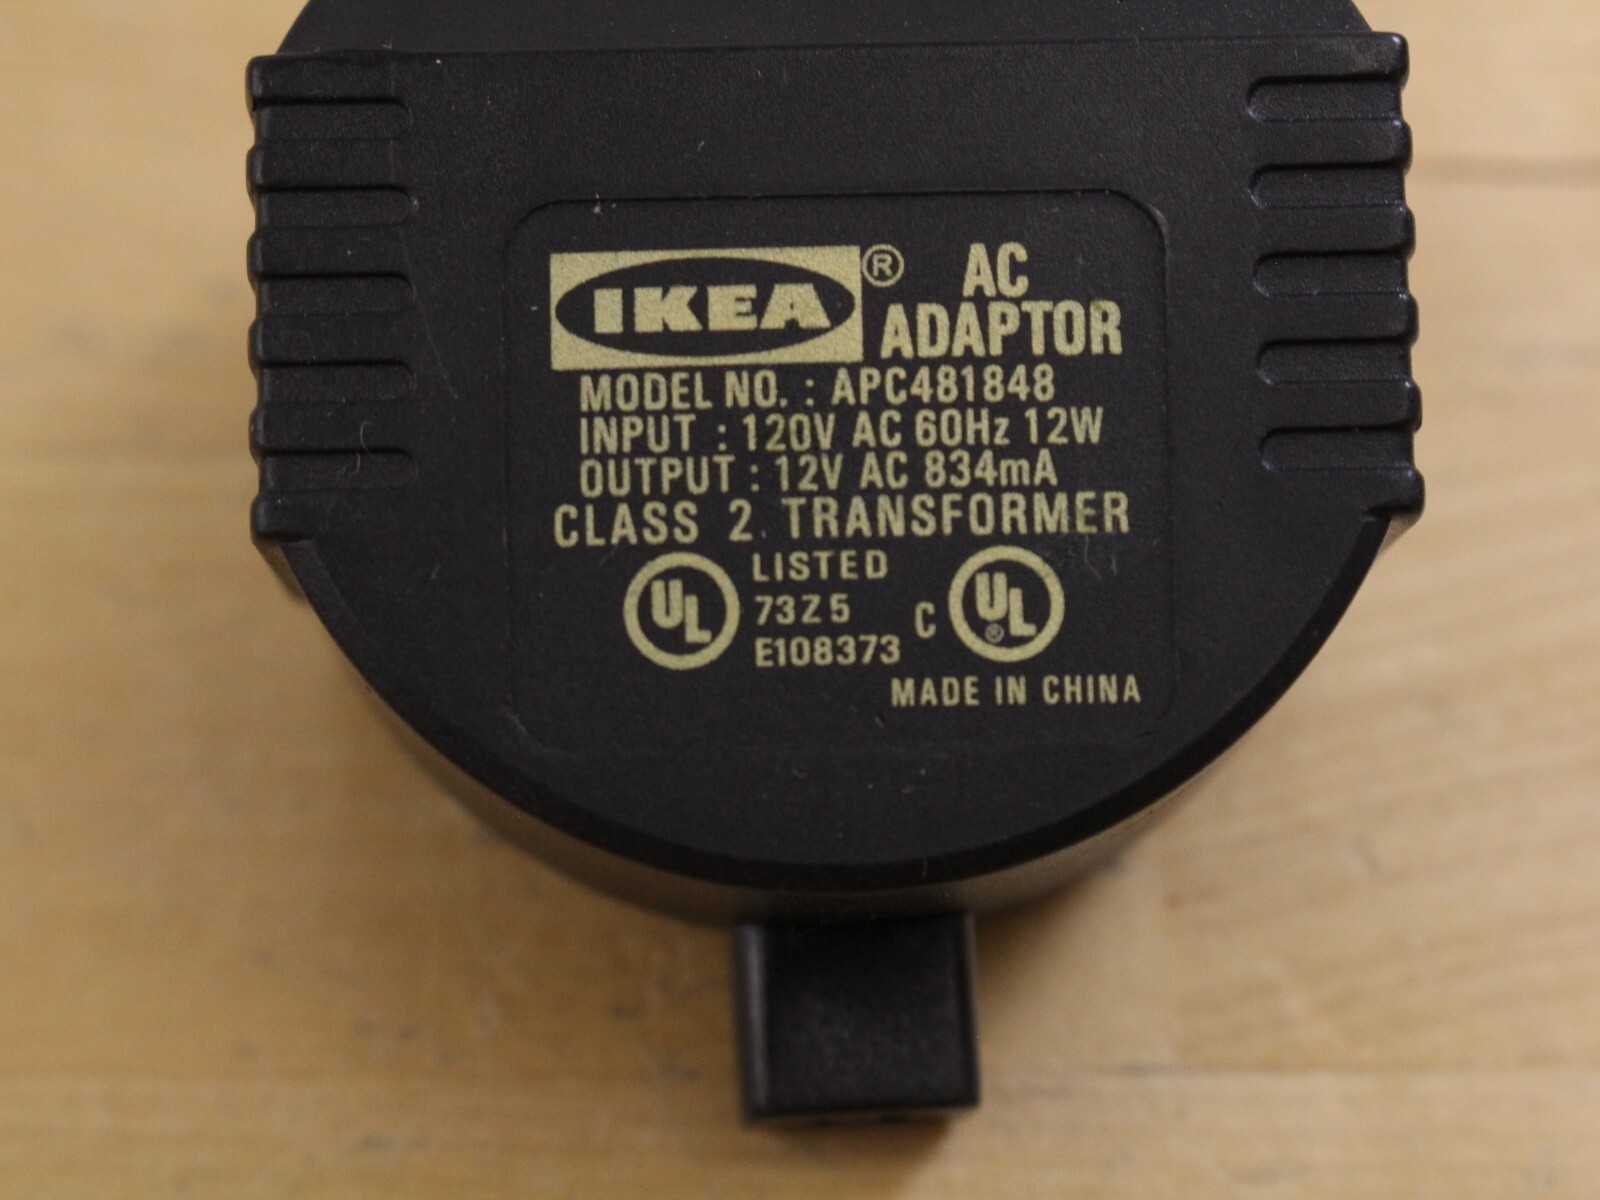 IKEA® AC
ADAPTOR
MODEL NO. : APC481848
INPUT : 120V AC 60Hz 12W
OUTPUT : 12V AC 834mA
CLASS 2 TRANSFORMER
UL LISTED
73Z5
E108373
C UL®
MADE IN CHINA